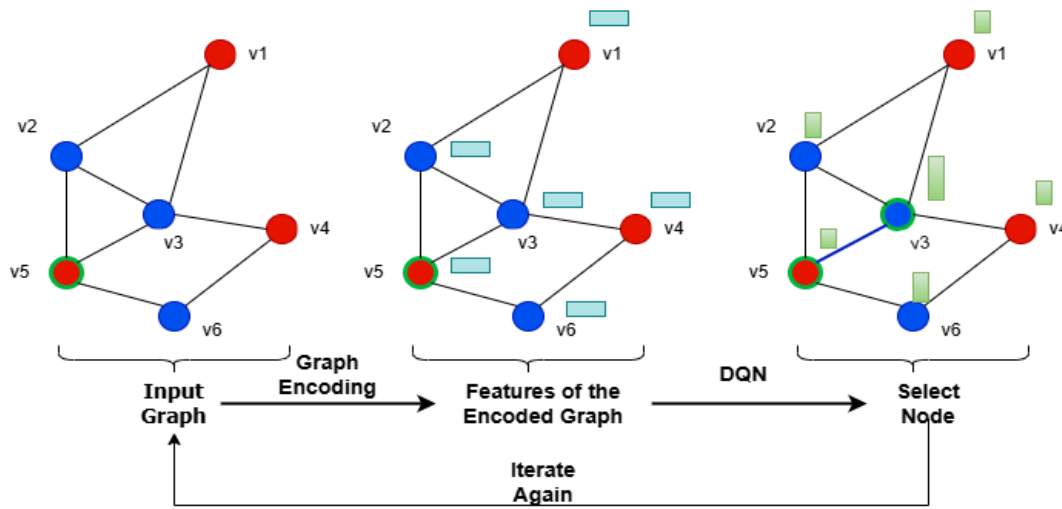 v1
v2
v3
v4
v5
v6
v1
v2
v3
v4
v5
v6
v1
v2
v3
v4
v5
v6
Input
Graph
Graph
Encoding
Features of the
Encoded Graph
DQN
Select
Node
Iterate
Again